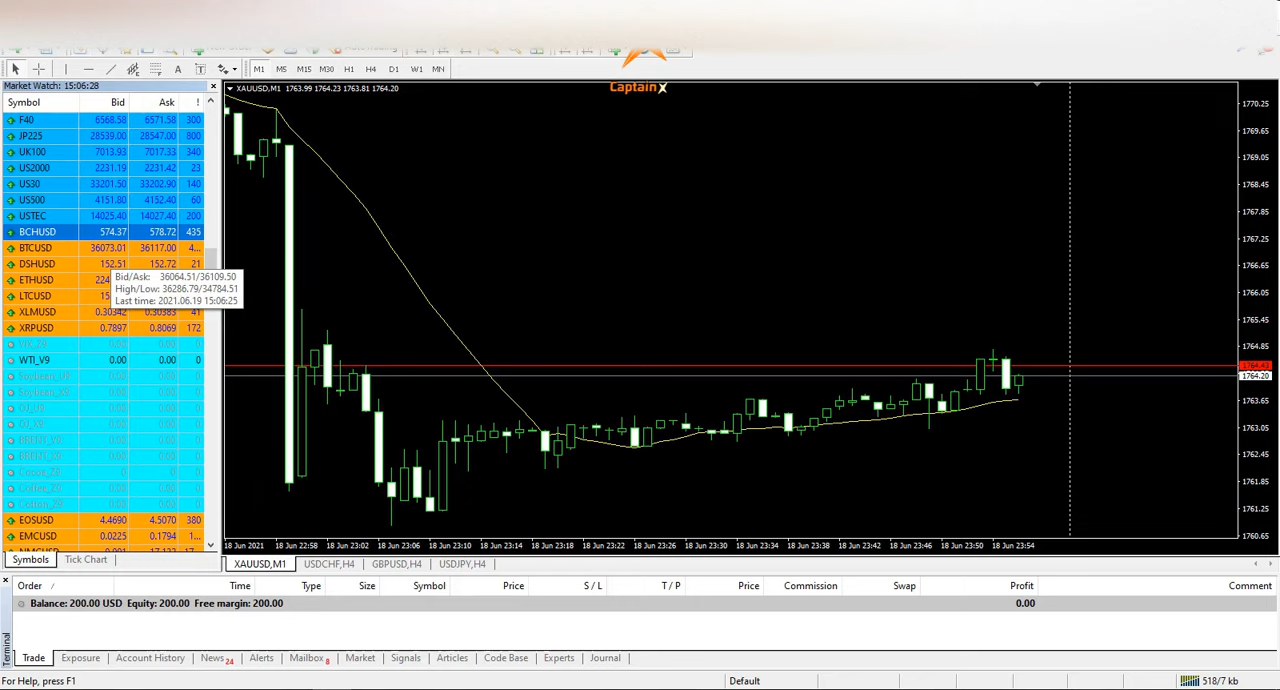 M1 M5 M15 M30 H1 H4 D1 W1 MN
Market Watch: 15:06:28
Symbol Bid Ask !
F40 6568.58 6571.58 300
JP225 28539.00 28547.00 800
UK100 7013.93 7017.33 340
US2000 2231.19 2231.42 23
US30 33201.50 33202.90 140
US500 4151.80 4152.40 60
USTEC 14025.40 14027.40 200
BCHUSD 574.37 578.72 435
BTCUSD 36073.01 36117.00 4...
DSHUSD 152.51 152.72 21
ETHUSD 224
LTCUSD 15
XLMUSD 0.30342 0.30383 41
XRPUSD 0.7897 0.8069 172
Bid/Ask: 36064.51/36109.50
High/Low: 36286.79/34784.51
Last time: 2021.06.19 15:06:25
WTI_V9 0.00 0.00 0
EOSUSD 4.4690 4.5070 380
EMCUSD 0.0225 0.1794
Symbols Tick Chart
XAUUSD,M1 1763.99 1764.23 1763.81 1764.20
CaptainX
1770.25
1769.65
1769.05
1768.45
1767.85
1767.25
1766.65
1766.05
1765.45
1764.85
1764.20
1763.65
1763.05
1762.45
1761.85
1761.25
1760.65
18 Jun 2021 18 Jun 22:58 18 Jun 23:02 18 Jun 23:06 18 Jun 23:10 18 Jun 23:14 18 Jun 23:18 18 Jun 23:22 18 Jun 23:26 18 Jun 23:30 18 Jun 23:34 18 Jun 23:38 18 Jun 23:42 18 Jun 23:46 18 Jun 23:50 18 Jun 23:54
XAUUSD,M1 USDCHF,H4 GBPUSD,H4 USDJPY,H4
Order / Time Type Size Symbol Price S / L T / P Price Commission Swap Profit Comment
Balance: 200.00 USD Equity: 200.00 Free margin: 200.00 0.00
Terminal
Trade Exposure Account History News 24 Alerts Mailbox 8 Market Signals Articles Code Base Experts Journal
For Help, press F1 Default 518/7 kb